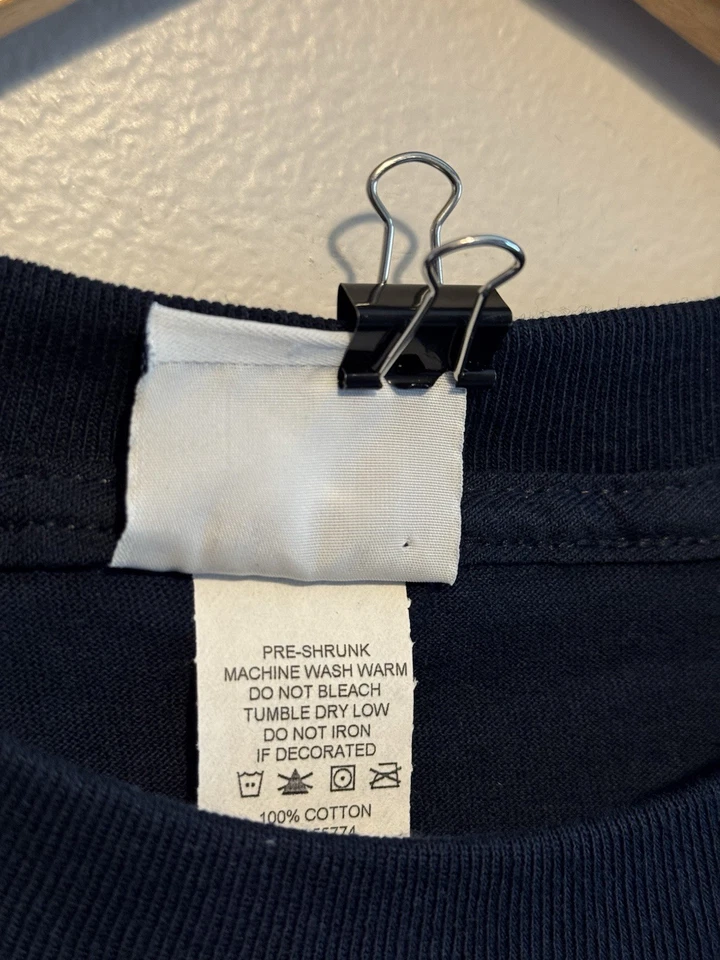 PRE-SHRUNK
MACHINE WASH WARM
DO NOT BLEACH
TUMBLE DRY LOW
DO NOT IRON
IF DECORATED
100% COTTON